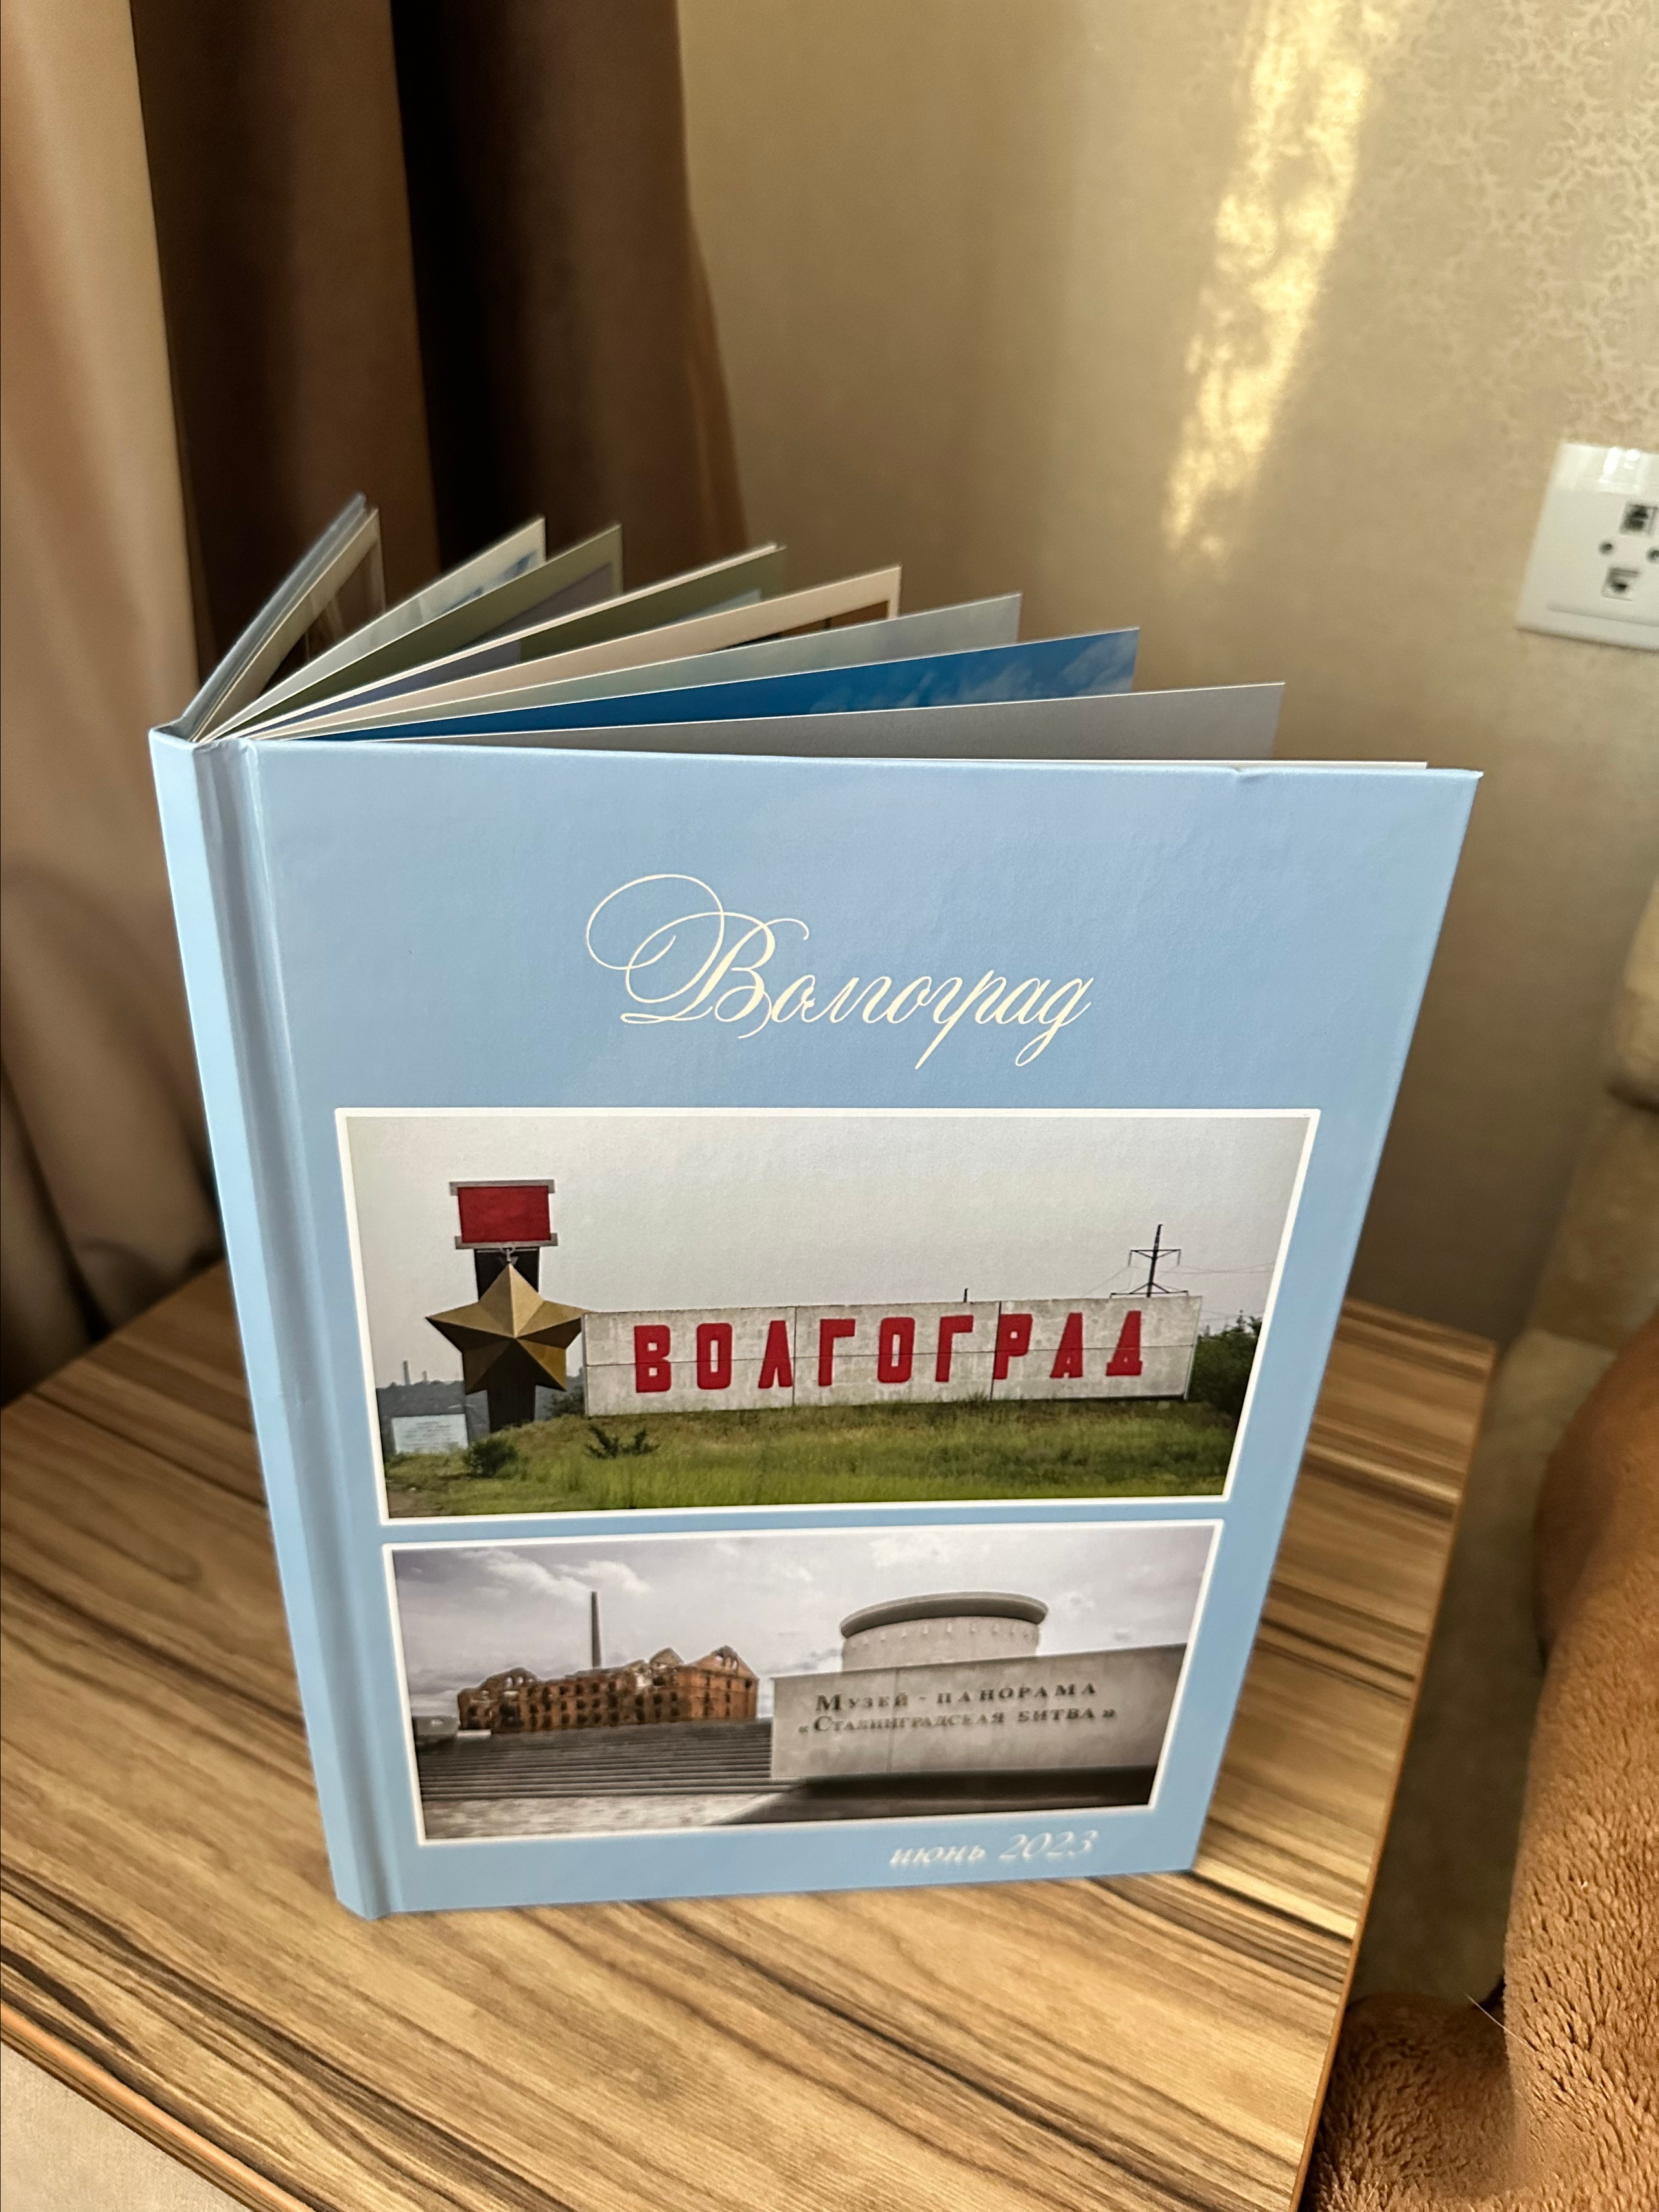 Волгоград
ВОЛГОГРАД
МУЗЕЙ - ПАНОРАМА
«СТАЛИНГРАДСКАЯ БИТВА»
июнь 2023